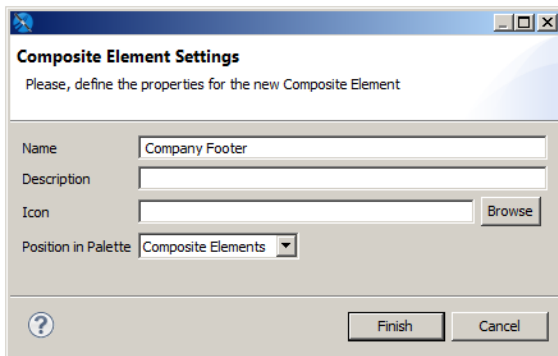 Composite Element Settings
Please, define the properties for the new Composite Element
Name Company Footer
Description
Icon Browse
Position in Palette Composite Elements
? Finish Cancel